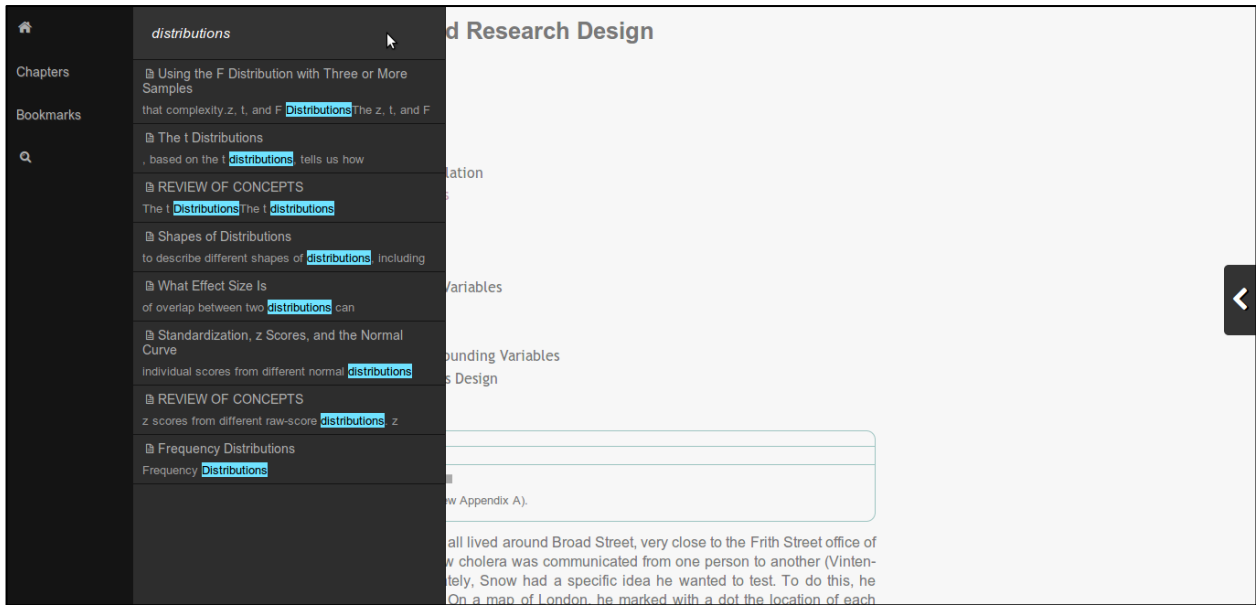 Chapters
Bookmarks
distributions
Using the F Distribution with Three or More
Samples
that complexity.z, t, and F DistributionsThe z, t, and F
The t Distributions
, based on the t distributions, tells us how
REVIEW OF CONCEPTS
The t DistributionsThe t distributions
Shapes of Distributions
to describe different shapes of distributions, including
What Effect Size Is
of overlap between two distributions can
Standardization, z Scores, and the Normal
Curve
individual scores from different normal distributions
REVIEW OF CONCEPTS
z scores from different raw-score distributions. z
Frequency Distributions
Frequency Distributions
d Research Design
lation
s
Variables
ounding Variables
s Design
ew Appendix A).
all lived around Broad Street, very close to the Frith Street office of
w cholera was communicated from one person to another (Vinten-
tely, Snow had a specific idea he wanted to test. To do this, he
On a map of London, he marked with a dot the location of each